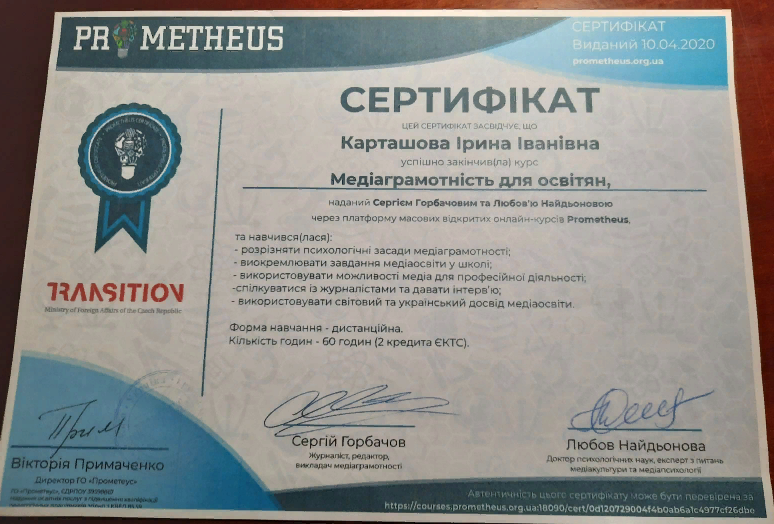 PROMETHEUS
СЕРТИФІКАТ
Виданий 10.04.2020
prometheus.org.ua
СЕРТИФІКАТ
ЦЕЙ СЕРТИФІКАТ ЗАСВІДЧУЄ, ЩО
Карташова Ірина Іванівна
успішно закінчив(ла) курс
Медіаграмотність для освітян,
наданий Сергієм Горбачовим та Любов'ю Найдьоновою
через платформу масових відкритих онлайн-курсів Prometheus,
та навчився(лася):
- розрізняти психологічні засади медіаграмотності;
- виокремлювати завдання медіаосвіти у школі;
- використовувати можливості медіа для професійної діяльності;
-спілкуватися із журналістами та давати інтерв'ю;
- використовувати світовий та український досвід медіаосвіти.
Форма навчання - дистанційна.
Кількість годин - 60 годин (2 кредита ЄКТС).
TRANSITION
Ministry of Foreign Affairs of the Czech Republic
Вікторія Примаченко
Директор ГО «Прометеус»
Сергій Горбачов
Журналіст, редактор,
викладач медіаграмотності
Любов Найдьонова
Доктор психологічних наук, експерт з питань
медіакультури та медіапсихології
Автентичність цього сертифікату може бути перевірена за
https://courses.prometheus.org.ua:18090/cert/0d120729004f4b0ab6a1c4977cf26dbe